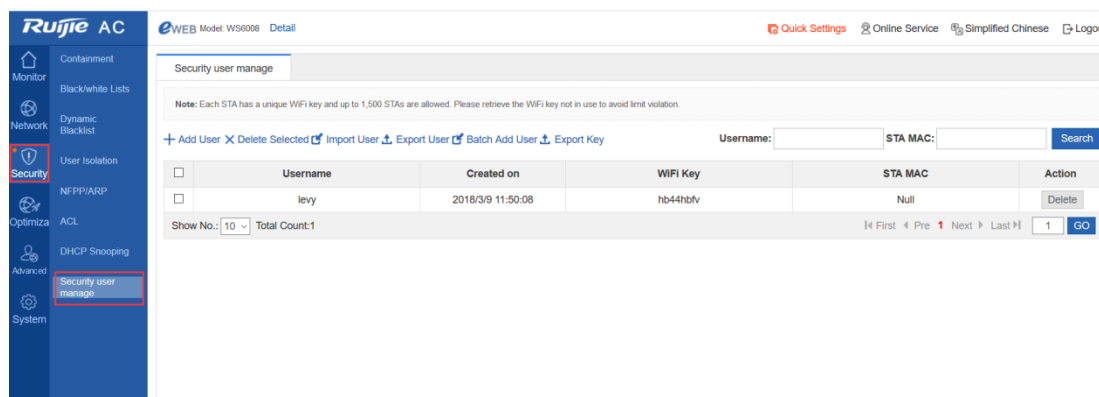 Ruijie AC
eWEB Model: WS6008 Detail
Quick Settings Online Service Simplified Chinese Logou
Monitor
Network
Security
Optimiza
Advanced
System
Containment
Black/white Lists
Dynamic
Blacklist
User Isolation
NFPP/ARP
ACL
DHCP Snooping
Security user
manage
Security user manage
Note: Each STA has a unique WiFi key and up to 1,500 STAs are allowed. Please retrieve the WiFi key not in use to avoid limit violation.
Add User Delete Selected Import User Export User Batch Add User Export Key Username: STA MAC: Search
Username Created on WiFi Key STA MAC Action
levy 2018/3/9 11:50:08 hb44hbfv Null Delete
Show No.: 10 Total Count:1 First Pre 1 Next Last 1 GO